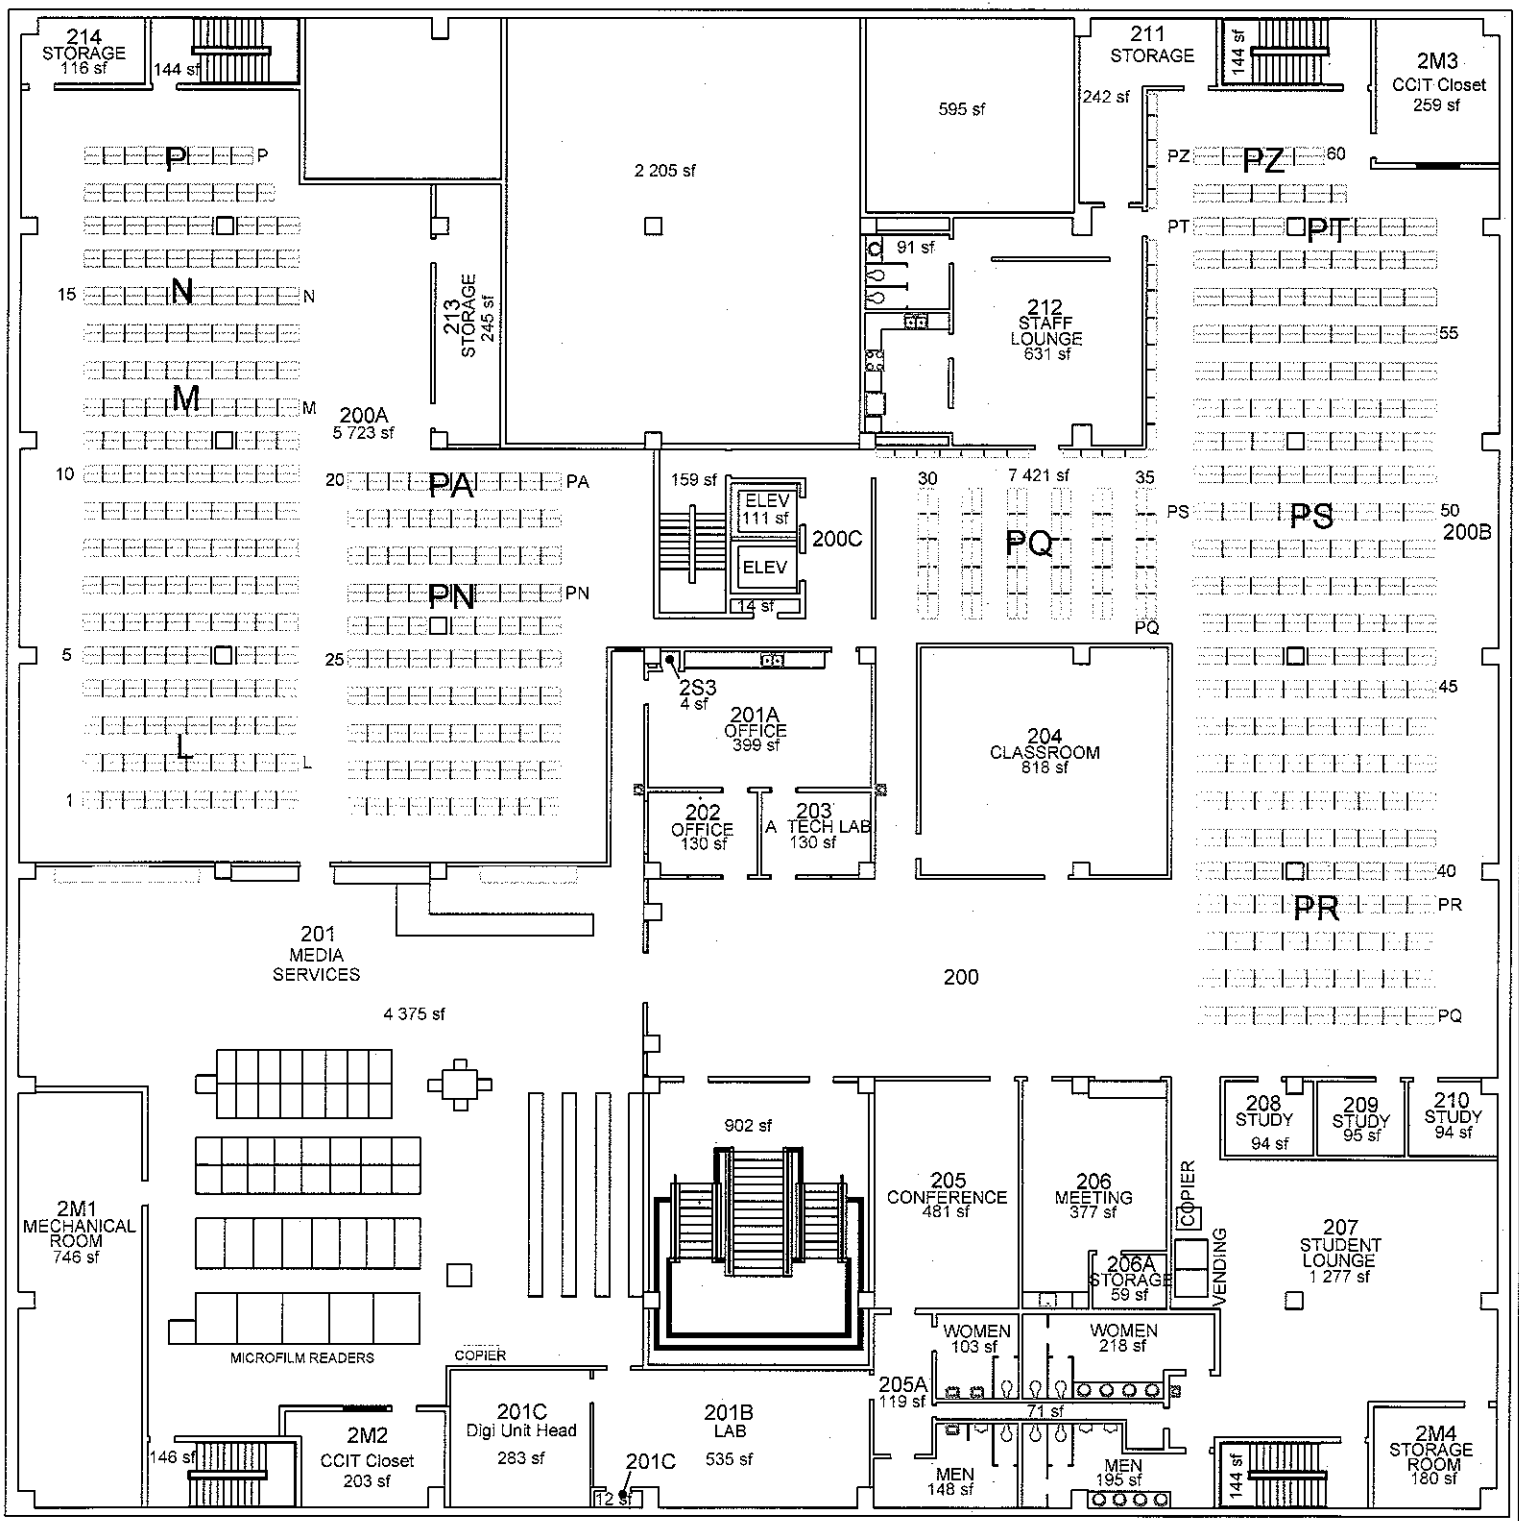 214
STORAGE
116 sf
144 sf
595 sf
2 205 sf
211
STORAGE
242 sf
144 sf
2M3
CCIT Closet
259 sf
P
P
PZ
PZ
60
PT
PT
91 sf
15
N
N
213
STORAGE
245 sf
212
STAFF
LOUNGE
631 sf
55
M
M
200A
5 723 sf
10
20
PA
PA
159 sf
ELEV
111 sf
200C
ELEV
14 sf
30
7 421 sf
35
PQ
PQ
PS
PS
50
200B
PN
PN
5
25
2S3
4 sf
201A
OFFICE
399 sf
204
CLASSROOM
818 sf
45
L
L
1
202
OFFICE
130 sf
A
203
TECH LAB
130 sf
40
PR
PR
201
MEDIA
SERVICES
4 375 sf
200
PQ
902 sf
208
STUDY
94 sf
209
STUDY
95 sf
210
STUDY
94 sf
2M1
MECHANICAL
ROOM
746 sf
205
CONFERENCE
481 sf
206
MEETING
377 sf
COPIER
207
STUDENT
LOUNGE
1 277 sf
206A
STORAGE
59 sf
VENDING
MICROFILM READERS
COPIER
WOMEN
103 sf
WOMEN
218 sf
205A
119 sf
71 sf
2M2
CCIT Closet
203 sf
146 sf
201C
Digi Unit Head
283 sf
201B
LAB
535 sf
201C
12 sf
MEN
148 sf
MEN
195 sf
144 sf
2M4
STORAGE
ROOM
180 sf